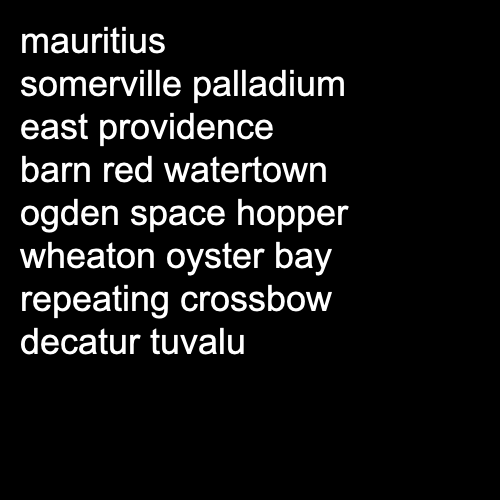 mauritius
somerville palladium
east providence
barn red watertown
ogden space hopper
wheaton oyster bay
repeating crossbow
decatur tuvalu